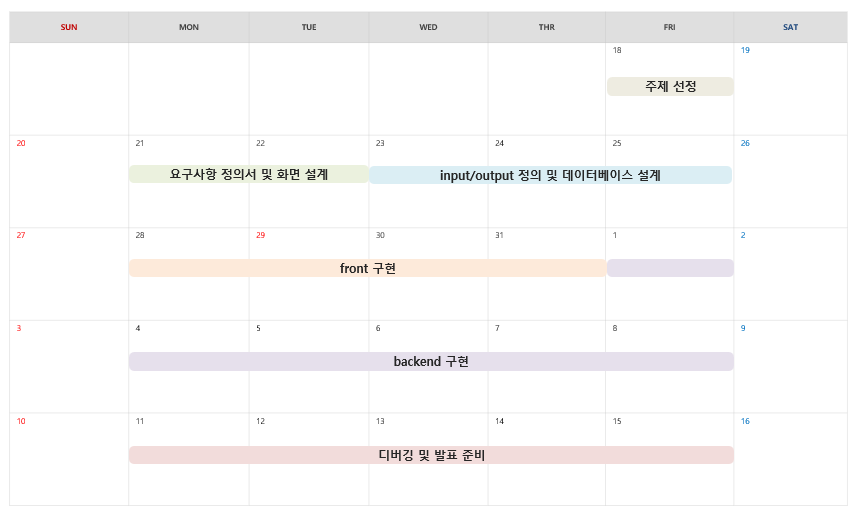 SUN MON TUE WED THR FRI SAT
18 19
주제 선정
20 21 22 23 24 25 26
요구사항 정의서 및 화면 설계 input/output 정의 및 데이터베이스 설계
27 28 29 30 31 1 2
front 구현
3 4 5 6 7 8 9
backend 구현
10 11 12 13 14 15 16
디버깅 및 발표 준비